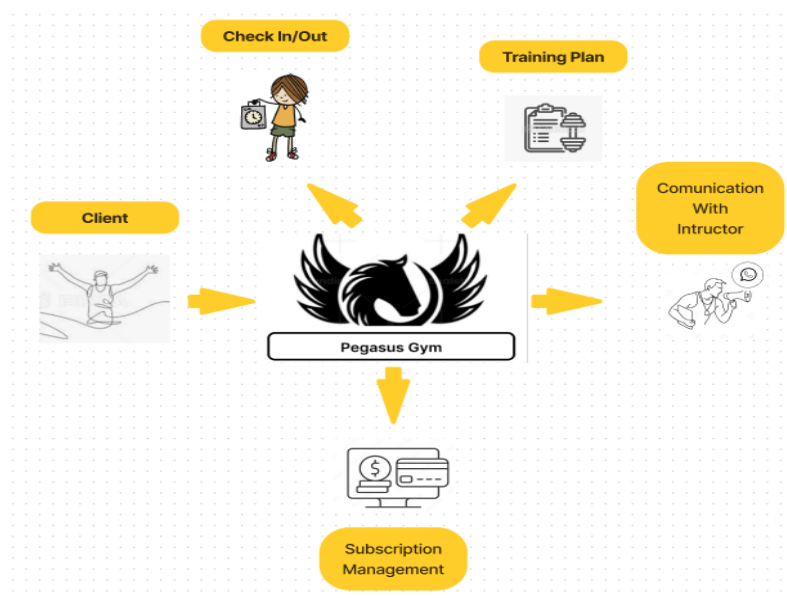 Check In/Out
Training Plan
Comunication
With
Intructor
Client
Pegasus Gym
Subscription
Management